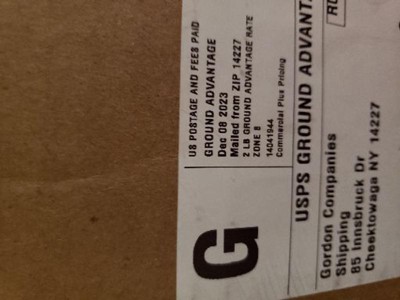 G
US POSTAGE AND FEES PAID
GROUND ADVANTAGE
Dec 08 2023
Mailed from ZIP 14227
2 LB GROUND ADVANTAGE RATE
ZONE 8
14041944
Commercial Plus Pricing
USPS GROUND ADVANTA
Gordon Companies
Shipping
85 Innsbruck Dr
Cheektowaga NY 14227